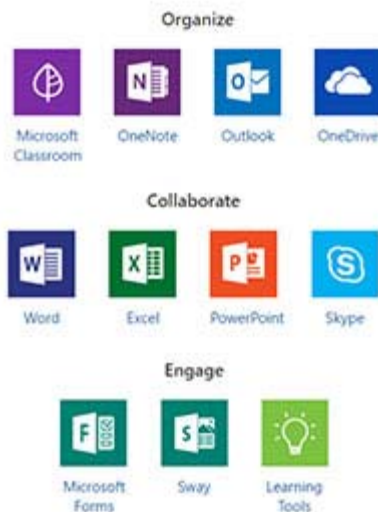 Organize
N
O
Microsoft
Classroom
OneNote
Outlook
OneDrive
Collaborate
W
X
P
S
Word
Excel
PowerPoint
Skype
Engage
F
S
Microsoft
Forms
Sway
Learning
Tools